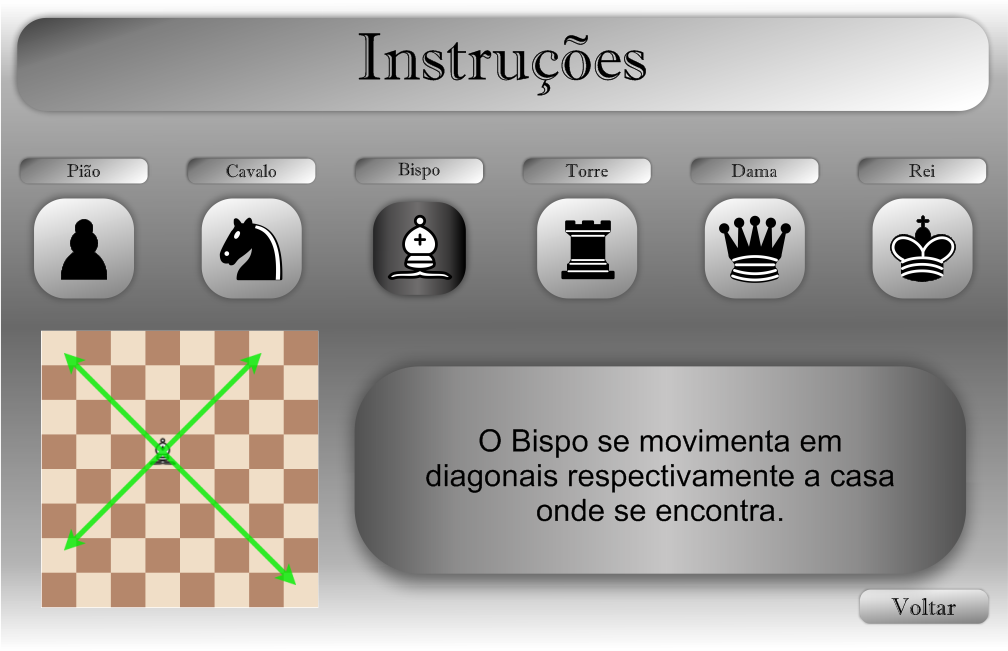 Instruções
Pião
Cavalo
Bispo
Torre
Dama
Rei
O Bispo se movimenta em
diagonais respectivamente a casa
onde se encontra.
Voltar